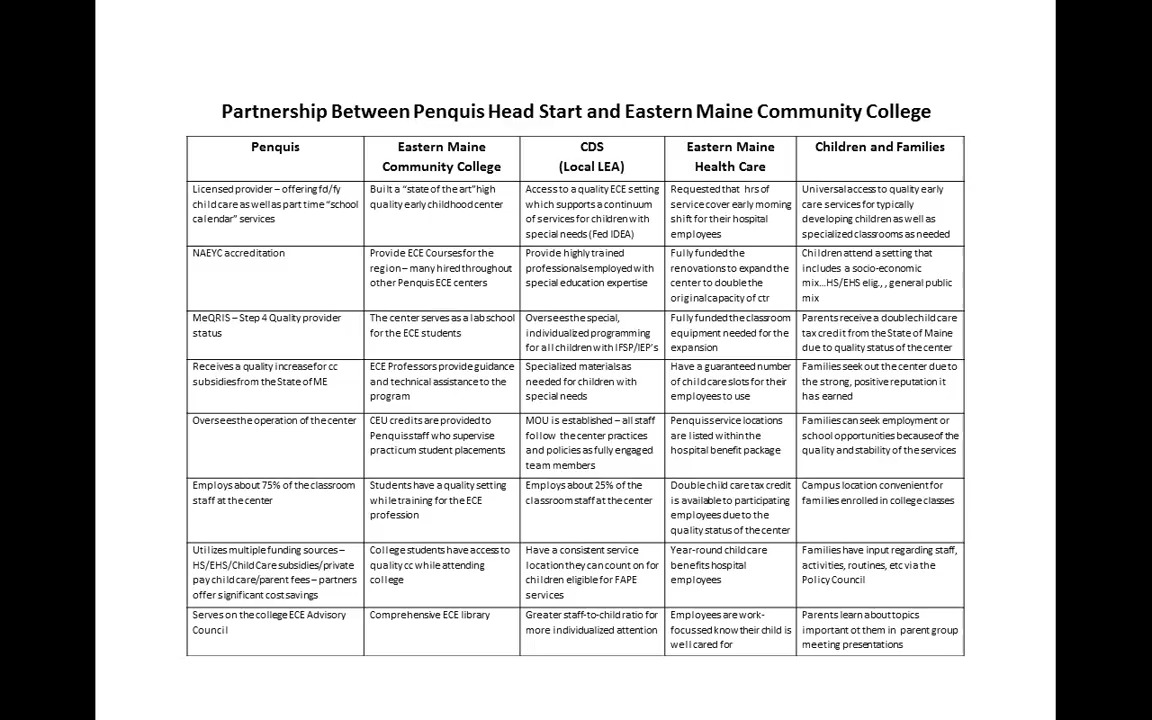 Partnership Between Penquis Head Start and Eastern Maine Community College
Penquis
Eastern Maine
Community College
CDS
(Local LEA)
Eastern Maine
Health Care
Children and Families
Licensed provider – offering fd/fy
child care as well as part time "school
calendar" services
Built a "state of the art" high
quality early childhood center
Access to a quality ECE setting
which supports a continuum
of services for children with
special needs (Fed IDEA)
Requested that hrs of
service cover early morning
shift for their hospital
employees
Universal access to quality early
care services for typically
developing children as well as
specialized classrooms as needed
NAEYC accreditation
Provide ECE Courses for the
region – many hired throughout
other Penquis ECE centers
Provide highly trained
professionals employed with
special education expertise
Fully funded the
renovations to expand the
center to double the
original capacity of ctr
Children attend a setting that
includes a socio-economic
mix...HS/EHS elig., , general public
mix
MeQRIS – Step 4 Quality provider
status
The center serves as a lab school
for the ECE students
Oversees the special,
individualized programming
for all children with IFSP/IEP's
Fully funded the classroom
equipment needed for the
expansion
Parents receive a double child care
tax credit from the State of Maine
due to quality status of the center
Receives a quality increase for cc
subsidies from the State of ME
ECE Professors provide guidance
and technical assistance to the
program
Specialized materials as
needed for children with
special needs
Have a guaranteed number
of child care slots for their
employees to use
Families seek out the center due to
the strong, positive reputation it
has earned
Oversees the operation of the center
CEU credits are provided to
Penquis staff who supervise
practicum student placements
MOU is established – all staff
follow the center practices
and policies as fully engaged
team members
Penquis service locations
are listed within the
hospital benefit package
Families can seek employment or
school opportunities because of the
quality and stability of the services
Employs about 75% of the classroom
staff at the center
Students have a quality setting
while training for the ECE
profession
Employs about 25% of the
classroom staff at the center
Double child care tax credit
is available to participating
employees due to the
quality status of the center
Campus location convenient for
families enrolled in college classes
Utilizes multiple funding sources –
HS/EHS/Child Care subsidies/private
pay child care/parent fees – partners
offer significant cost savings
College students have access to
quality cc while attending
college
Have a consistent service
location they can count on for
children eligible for FAPE
services
Year-round child care
benefits hospital
employees
Families have input regarding staff,
activities, routines, etc via the
Policy Council
Serves on the college ECE Advisory
Council
Comprehensive ECE library
Greater staff-to-child ratio for
more individualized attention
Employees are work-
focussed know their child is
well cared for
Parents learn about topics
important ot them in parent group
meeting presentations